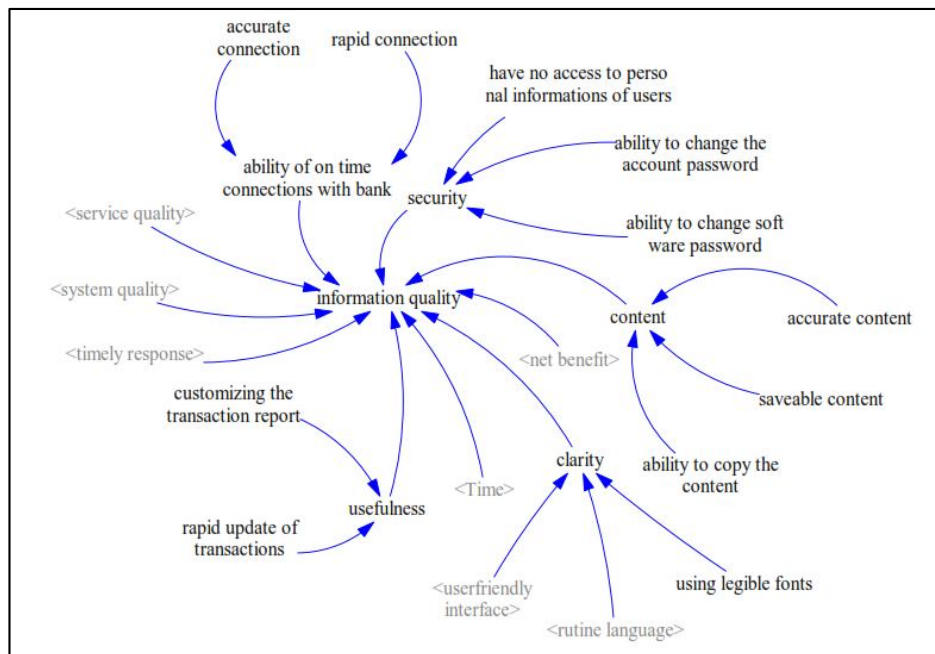 accurate
connection
rapid connection
have no access to perso
nal informations of users
ability to change the
account password
ability of on time
connections with bank
security
<service quality>
ability to change soft
ware password
<system quality>
information quality
content
accurate content
<timely response>
<net benefit>
customizing the
transaction report
saveable content
clarity
ability to copy the
content
<Time>
usefulness
rapid update of
transactions
<userfriendly
interface>
using legible fonts
<rutine language>